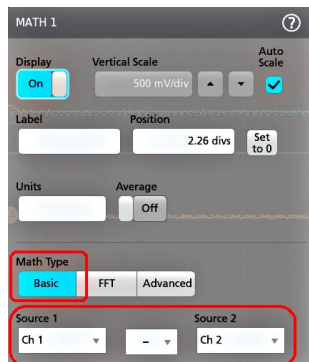 MATH 1 ?
Display Vertical Scale Auto Scale
On 500 mV/div
Label Position
2.26 divs Set to 0
Units Average
Off
Math Type
Basic FFT Advanced
Source 1 Source 2
Ch 1 – Ch 2